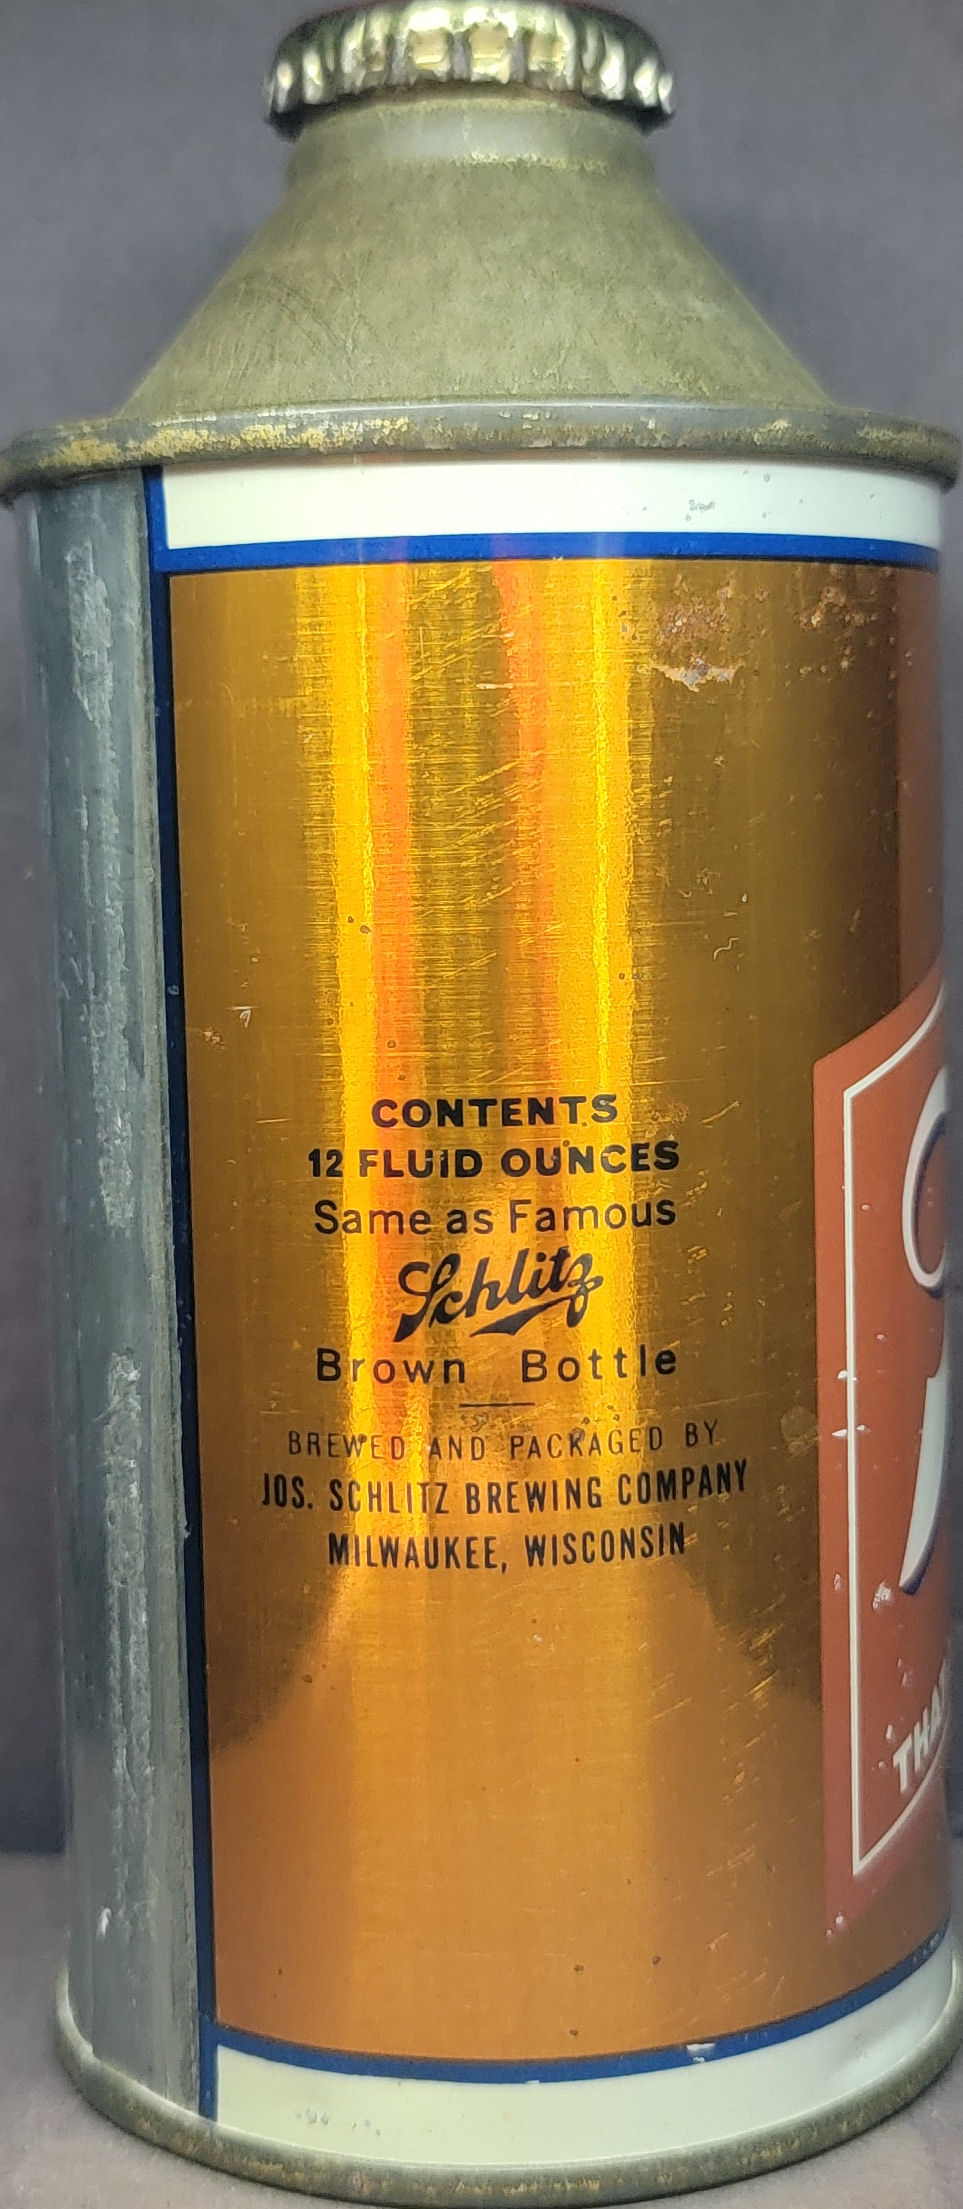 CONTENTS
12 FLUID OUNCES
Same as Famous
Schlitz
Brown Bottle
BREWED AND PACKAGED BY
JOS. SCHLITZ BREWING COMPANY
MILWAUKEE, WISCONSIN